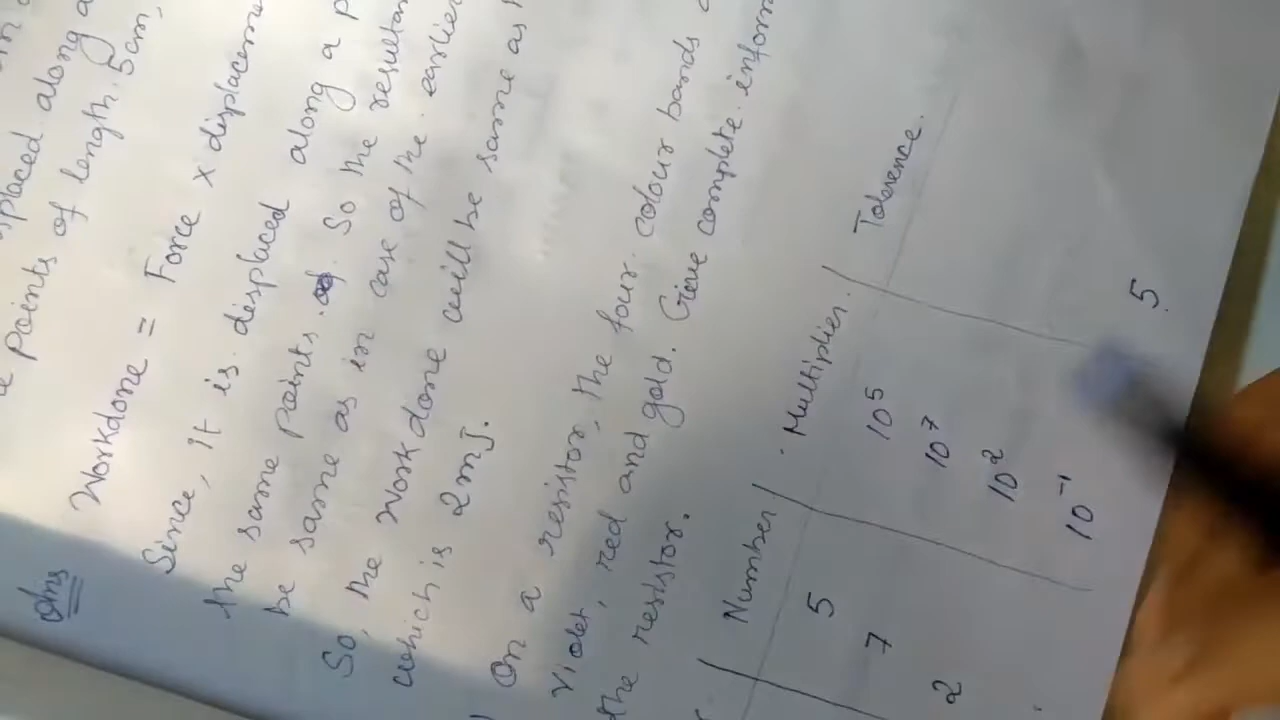 placed along a
points of length. 5cm,
Ans Workdone = Force x displaceme
Since, it is displaced along a p
the same points. So the resultan
be same as in case of the earlier
So, the Work done will be same as
which is 2mJ.
On a resistor, the four colour bands
Violet, red and gold. Give complete inform
the resistor.
Number Multiplier. Tolerence.
5 10⁵
7 10⁷
2 10²
10⁻¹ 5